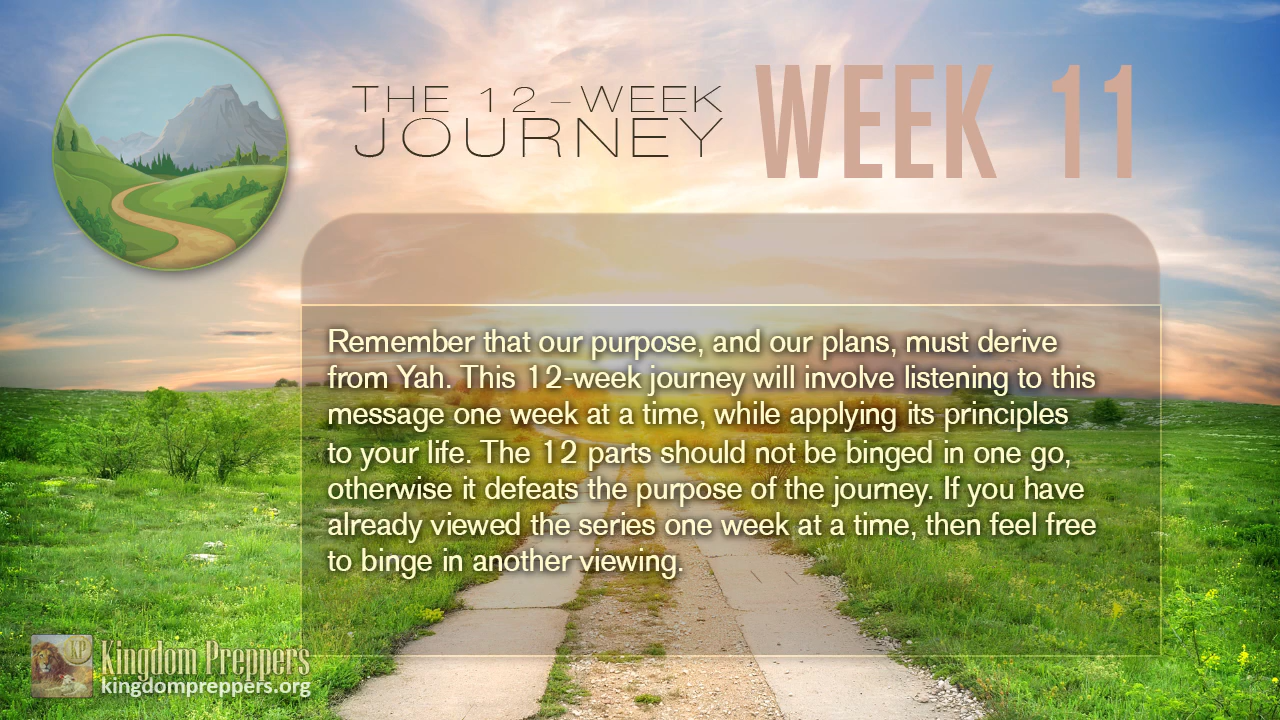 THE 12-WEEK
JOURNEY
WEEK 11
Remember that our purpose, and our plans, must derive
from Yah. This 12-week journey will involve listening to this
message one week at a time, while applying its principles
to your life. The 12 parts should not be binged in one go,
otherwise it defeats the purpose of the journey. If you have
already viewed the series one week at a time, then feel free
to binge in another viewing.
KP
Kingdom Preppers
kingdompreppers.org